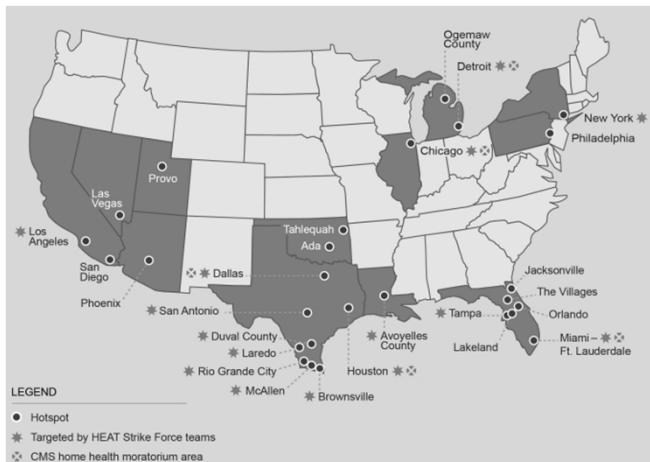 Ogemaw
County
Detroit
New York
Philadelphia
Chicago
Provo
Las
Vegas
Los
Angeles
San
Diego
Phoenix
Tahlequah
Ada
Dallas
San Antonio
Duval County
Laredo
Rio Grande City
McAllen
Brownsville
Houston
Avoyelles
County
Jacksonville
The Villages
Orlando
Tampa
Lakeland
Miami –
Ft. Lauderdale
LEGEND
Hotspot
Targeted by HEAT Strike Force teams
CMS home health moratorium area